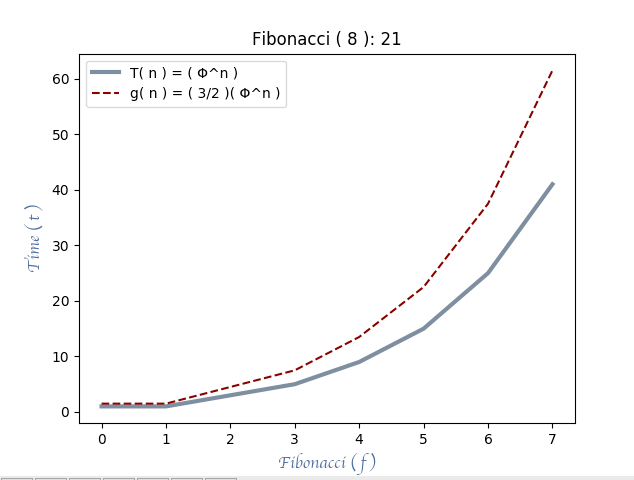 Fibonacci ( 8 ): 21
T( n ) = ( Φ^n )
g( n ) = ( 3/2 )( Φ^n )
60
50
40
30
20
10
0
Time ( t )
0 1 2 3 4 5 6 7
Fibonacci ( f )